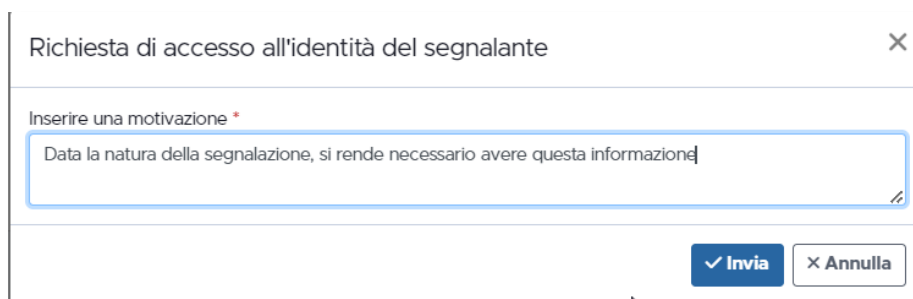 Richiesta di accesso all'identità del segnalante
Inserire una motivazione *
Data la natura della segnalazione, si rende necessario avere questa informazione
Invia
Annulla